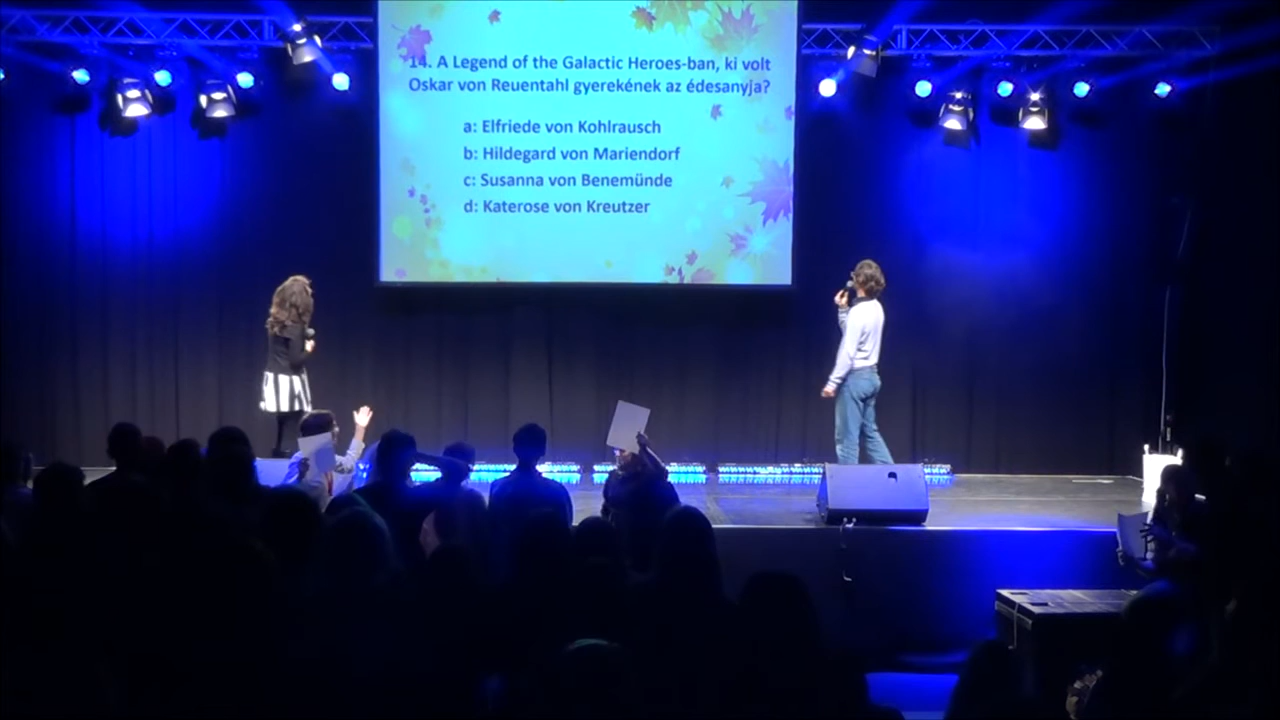 14. A Legend of the Galactic Heroes-ban, ki volt
Oskar von Reuentahl gyerekének az édesanyja?
a: Elfriede von Kohlrausch
b: Hildegard von Mariendorf
c: Susanna von Benemünde
d: Katerose von Kreutzer